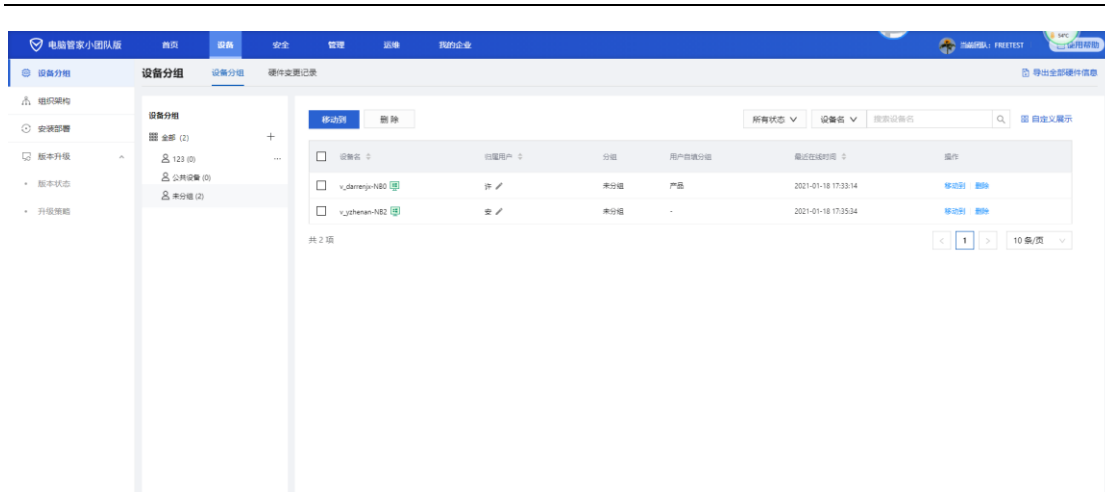 电脑管家小团队版 首页 设备 安全 管理 运维 我的企业 当前团队：FREETEST 使用帮助
54°C
设备分组 设备分组 设备分组 硬件变更记录 导出全部硬件信息
组织架构
安装部署
版本升级
版本状态
升级策略
设备分组
全部 (2) +
123 (0) ...
公共设备 (0)
未分组 (2)
移动到 删除 所有状态 设备名 搜索设备名 自定义展示
设备名 归属用户 分组 用户自填分组 最近在线时间 操作
v_darrenjx-NB0 许 未分组 产品 2021-01-18 17:33:14 移动到 删除
v_yzhenan-NB2 安 未分组 - 2021-01-18 17:35:34 移动到 删除
共 2 项 < 1 > 10 条/页